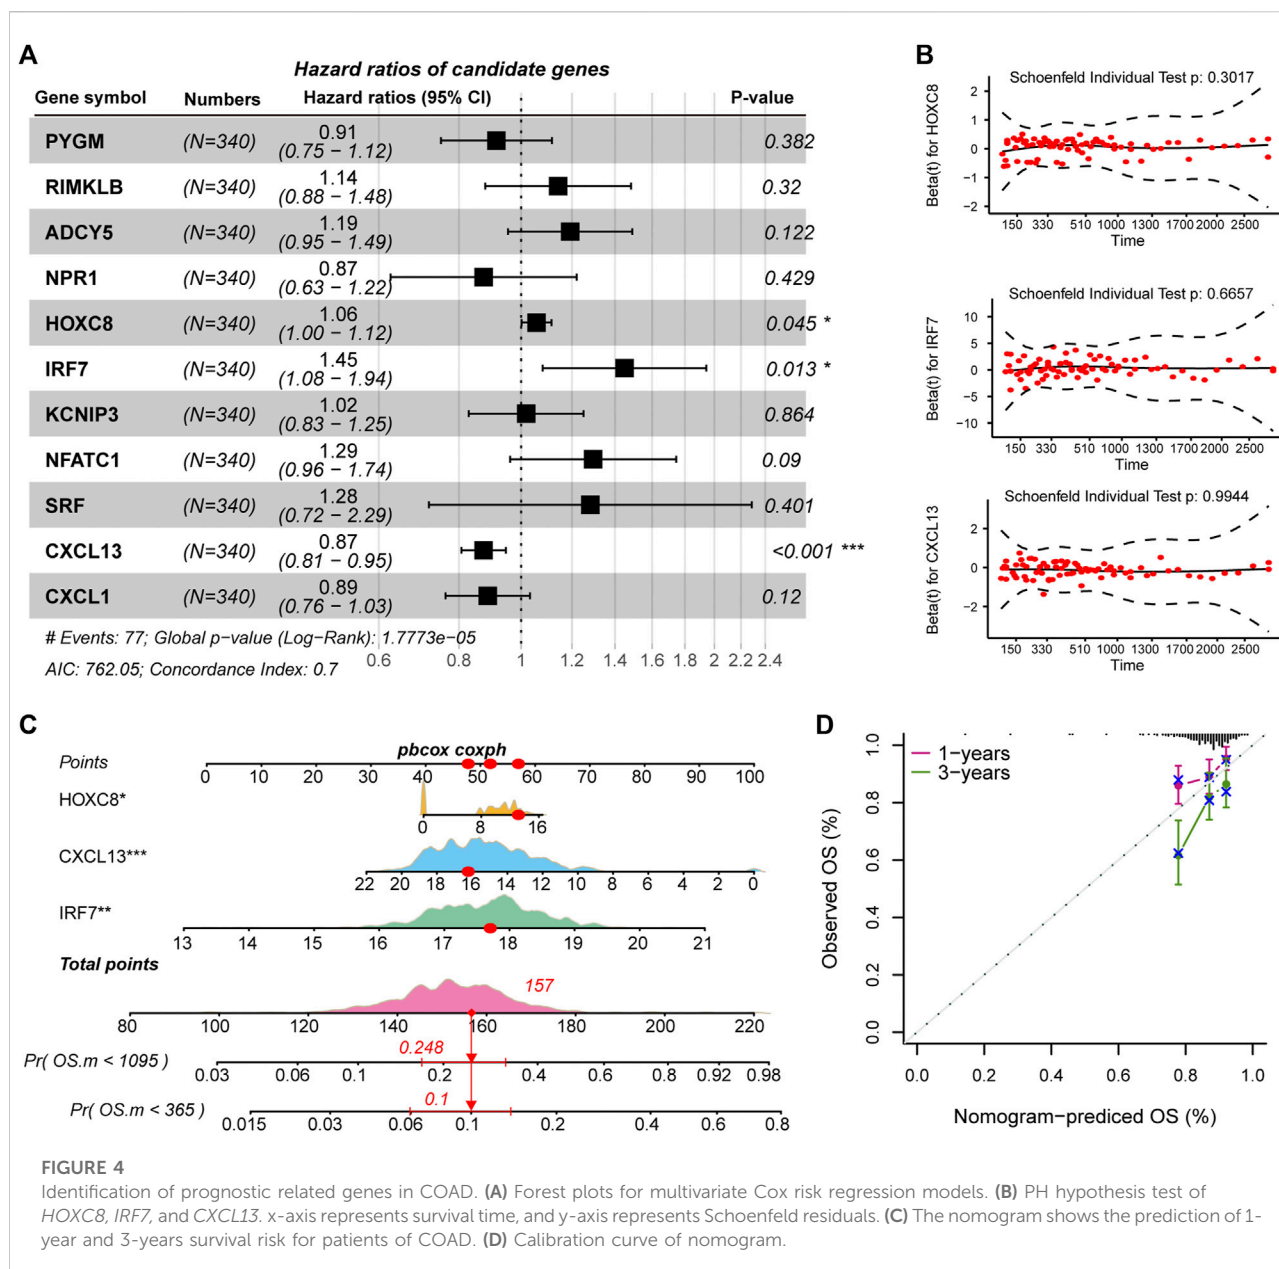 A
Hazard ratios of candidate genes
Gene symbol Numbers Hazard ratios (95% CI) P-value
PYGM (N=340) 0.91 (0.75 − 1.12) 0.382
RIMKLB (N=340) 1.14 (0.88 − 1.48) 0.32
ADCY5 (N=340) 1.19 (0.95 − 1.49) 0.122
NPR1 (N=340) 0.87 (0.63 − 1.22) 0.429
HOXC8 (N=340) 1.06 (1.00 − 1.12) 0.045 *
IRF7 (N=340) 1.45 (1.08 − 1.94) 0.013 *
KCNIP3 (N=340) 1.02 (0.83 − 1.25) 0.864
NFATC1 (N=340) 1.29 (0.96 − 1.74) 0.09
SRF (N=340) 1.28 (0.72 − 2.29) 0.401
CXCL13 (N=340) 0.87 (0.81 − 0.95) <0.001 ***
CXCL1 (N=340) 0.89 (0.76 − 1.03) 0.12
# Events: 77; Global p−value (Log−Rank): 1.7773e−05
AIC: 762.05; Concordance Index: 0.7
0.6 0.8 1 1.2 1.4 1.6 1.8 2 2.2 2.4
B
Schoenfeld Individual Test p: 0.3017
Beta(t) for HOXC8
2
1
0
−1
−2
150 330 510 1000 1300 1700 2000 2500
Time
Schoenfeld Individual Test p: 0.6657
Beta(t) for IRF7
10
5
0
−5
−10
150 330 510 1000 1300 1700 2000 2500
Time
Schoenfeld Individual Test p: 0.9944
Beta(t) for CXCL13
2
0
−2
150 330 510 1000 1300 1700 2000 2500
Time
C
pbcox coxph
Points
0 10 20 30 40 50 60 70 80 90 100
HOXC8*
0 8 16
CXCL13***
22 20 18 16 14 12 10 8 6 4 2 0
IRF7**
13 14 15 16 17 18 19 20 21
Total points
157
80 100 120 140 160 180 200 220
0.248
Pr( OS.m < 1095 )
0.03 0.06 0.1 0.2 0.4 0.6 0.8 0.92 0.98
0.1
Pr( OS.m < 365 )
0.015 0.03 0.06 0.1 0.2 0.4 0.6 0.8
D
1−years
3−years
Observed OS (%)
1.0
0.8
0.6
0.4
0.2
0.0
0.0 0.2 0.4 0.6 0.8 1.0
Nomogram−prediced OS (%)
FIGURE 4
Identification of prognostic related genes in COAD. (A) Forest plots for multivariate Cox risk regression models. (B) PH hypothesis test of
HOXC8, IRF7, and CXCL13. x-axis represents survival time, and y-axis represents Schoenfeld residuals. (C) The nomogram shows the prediction of 1-
year and 3-years survival risk for patients of COAD. (D) Calibration curve of nomogram.